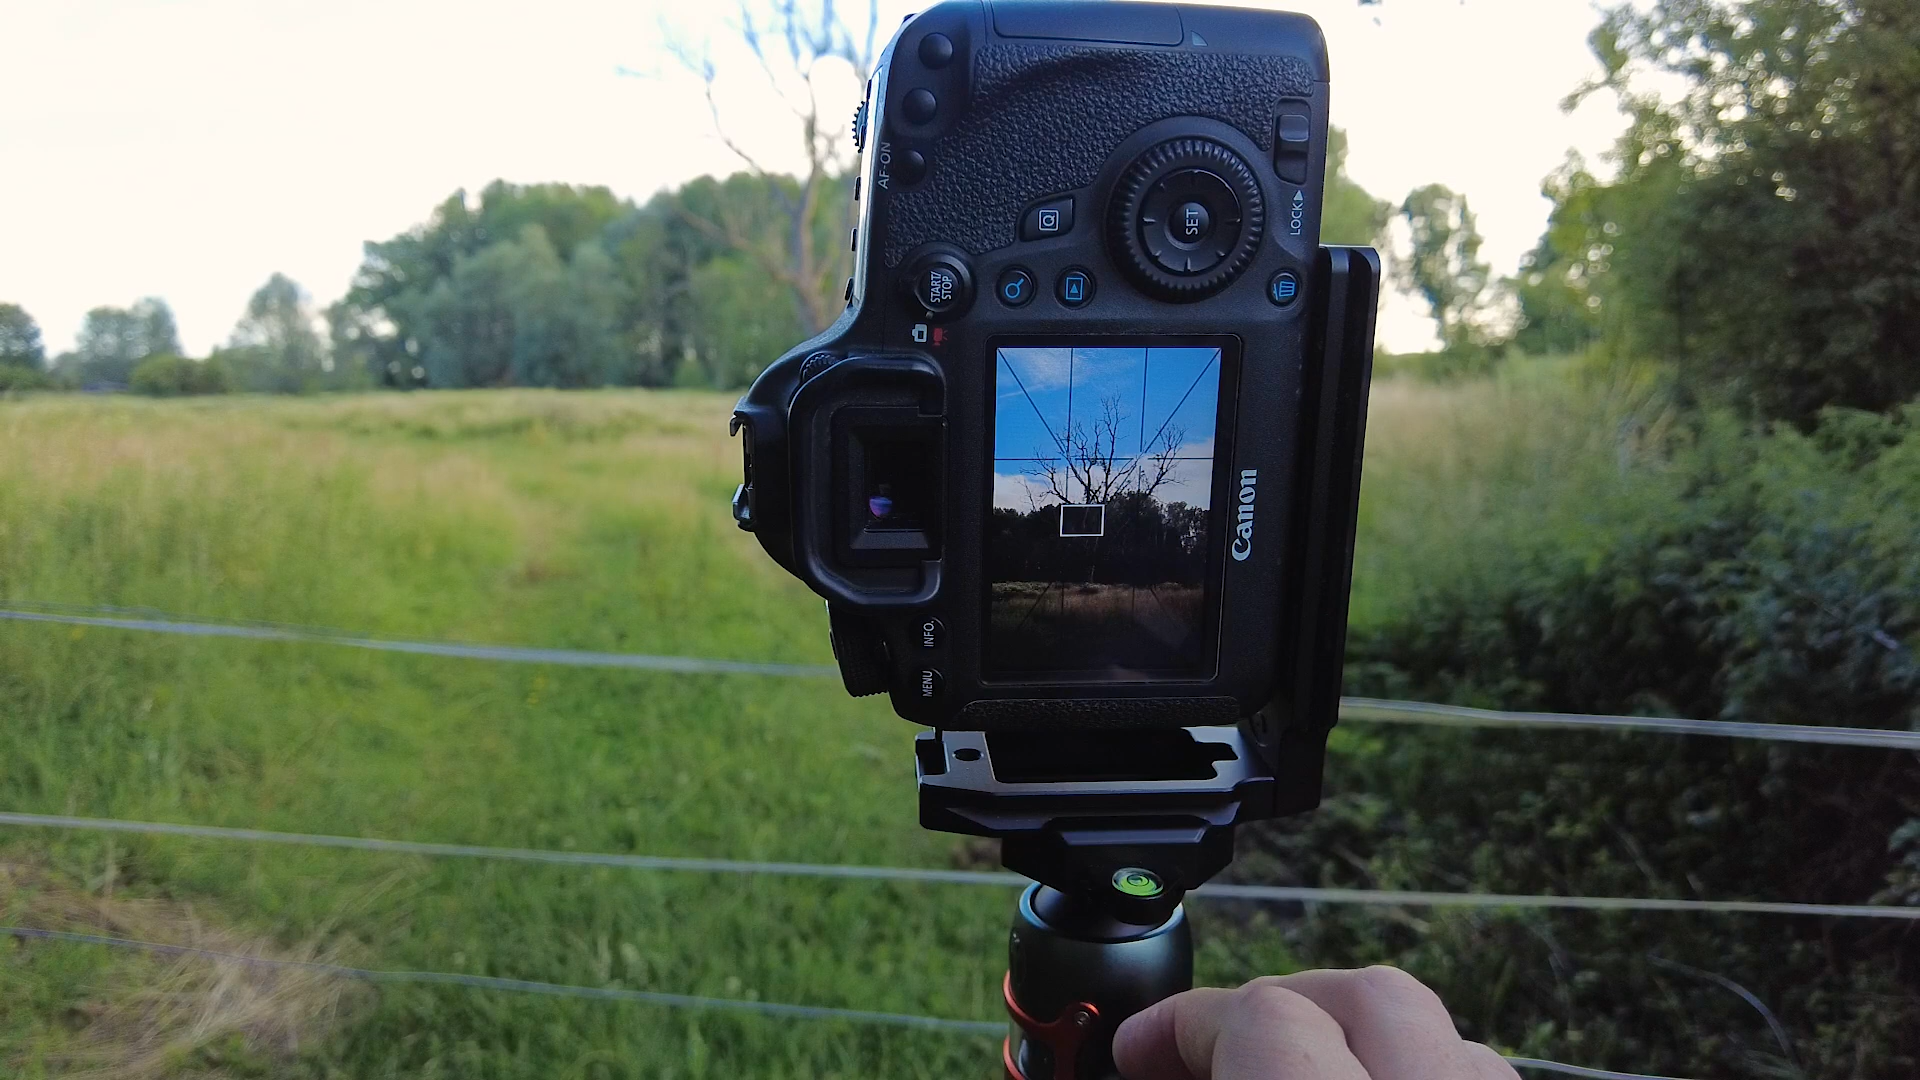 AF-ON
Q
SET
LOCK▶
START/
STOP
Canon
INFO.
MENU